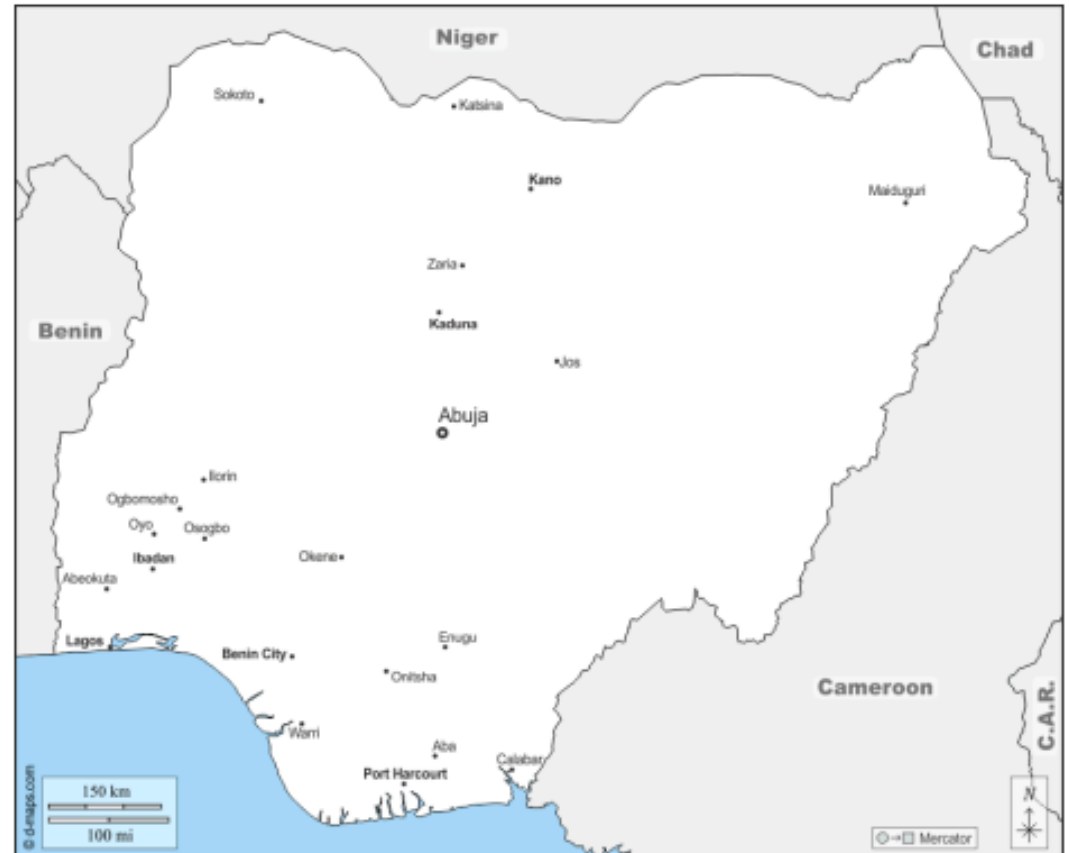 Niger
Chad
Sokoto
Katsina
Kano
Maiduguri
Zaria
Kaduna
Benin
Jos
Abuja
Ilorin
Ogbomosho
Oyo
Osogbo
Ibadan
Okene
Abeokuta
Lagos
Enugu
Benin City
Onitsha
Cameroon
C.A.R.
Warri
Aba
Calabar
Port Harcourt
150 km
100 mi
© d-maps.com
N
Mercator